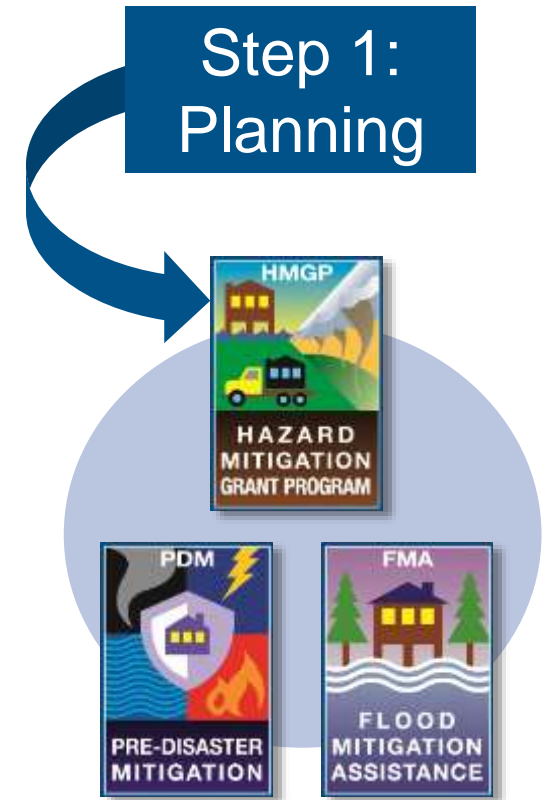 Step 1:
Planning
HMGP
HAZARD
MITIGATION
GRANT PROGRAM
PDM
PRE-DISASTER
MITIGATION
FMA
FLOOD
MITIGATION
ASSISTANCE